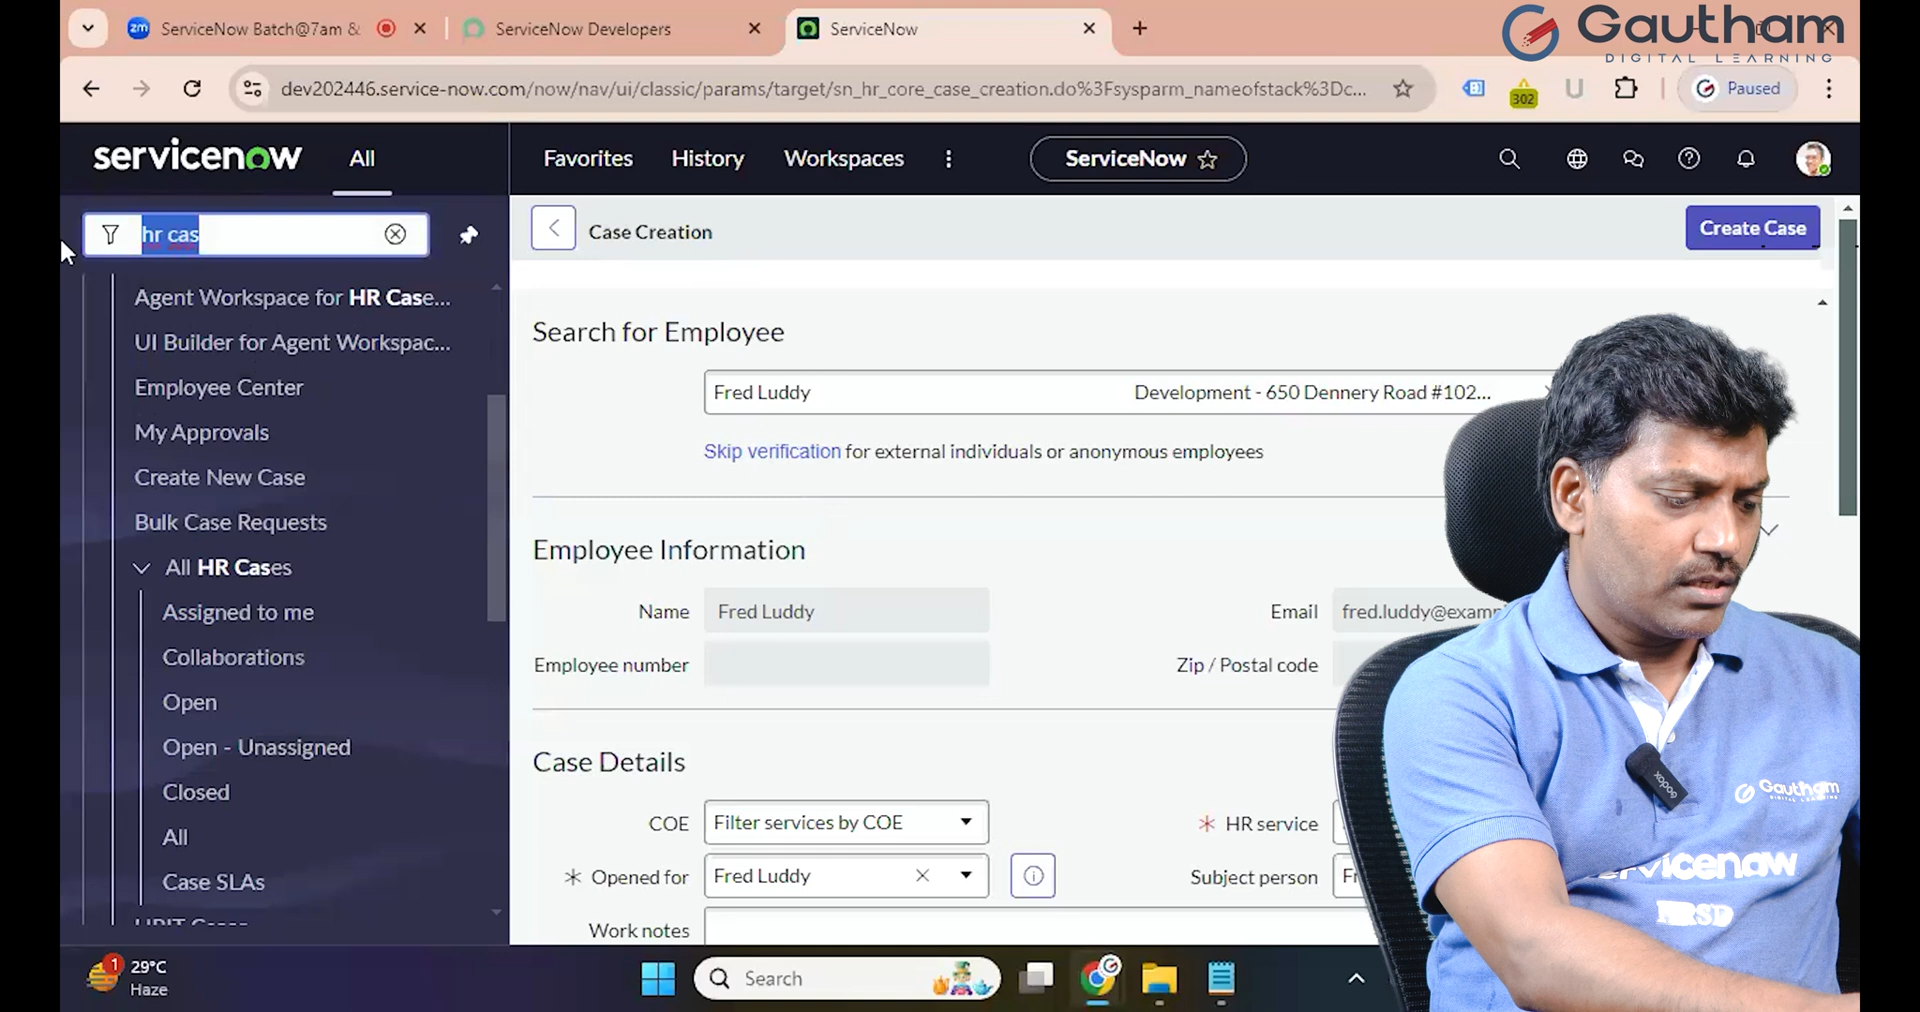 ServiceNow Batch@7am &
ServiceNow Developers
ServiceNow
Gautham
DIGITAL LEARNING
dev202446.service-now.com/now/nav/ui/classic/params/target/sn_hr_core_case_creation.do%3Fsysparm_nameofstack%3Dc...
302
Paused
servicenow
All
Favorites
History
Workspaces
ServiceNow
hr cas
Case Creation
Create Case
Agent Workspace for HR Case...
UI Builder for Agent Workspac...
Employee Center
My Approvals
Create New Case
Bulk Case Requests
All HR Cases
Assigned to me
Collaborations
Open
Open - Unassigned
Closed
All
Case SLAs
Search for Employee
Fred Luddy
Development - 650 Dennery Road #102...
Skip verification for external individuals or anonymous employees
Employee Information
Name
Fred Luddy
Email
fred.luddy@examp
Employee number
Zip / Postal code
Case Details
COE
Filter services by COE
* HR service
* Opened for
Fred Luddy
Subject person
Fr
Work notes
Gautham
DIGITAL LEARNING
HRSD
1
29°C
Haze
Search